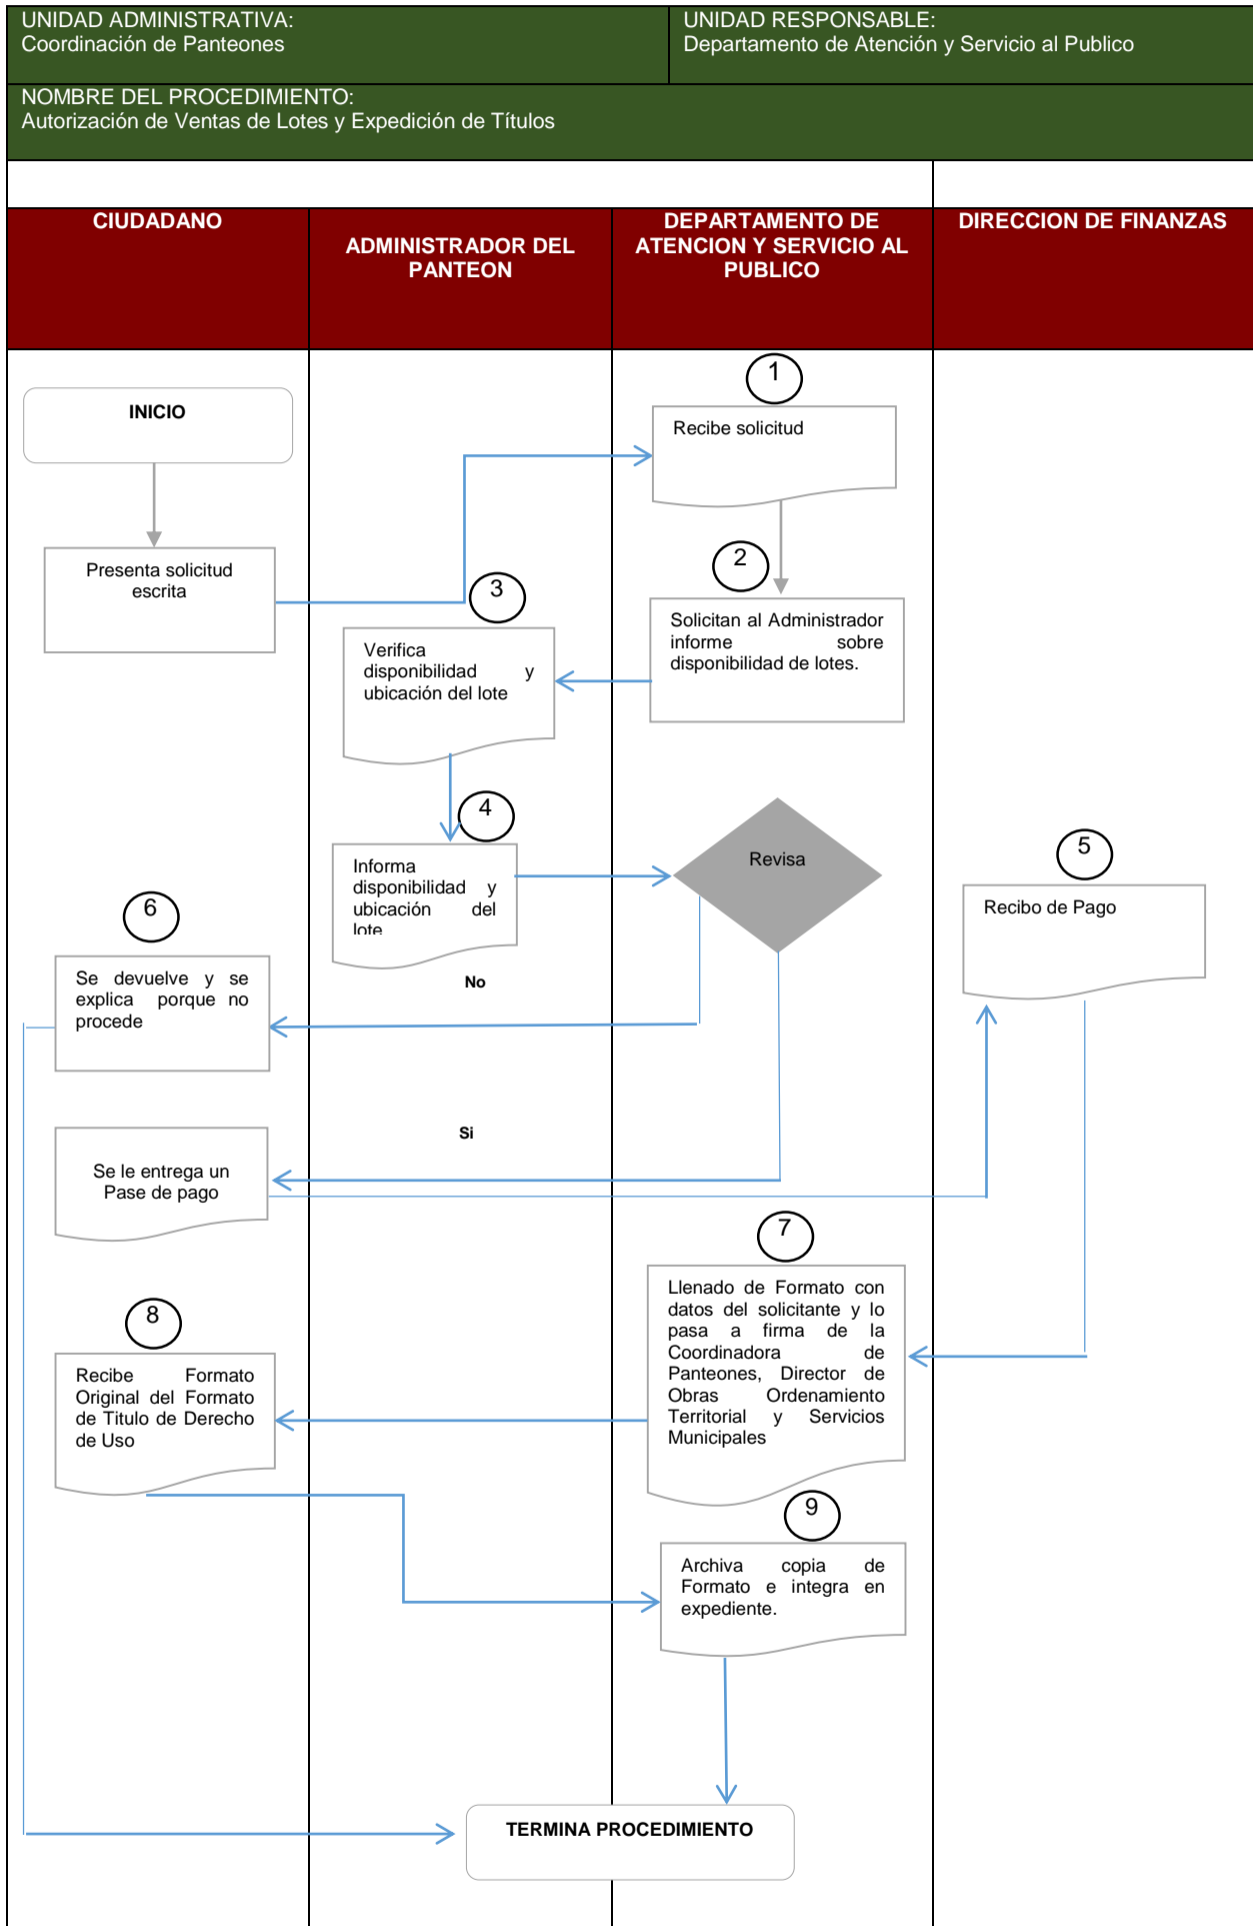 UNIDAD ADMINISTRATIVA:
Coordinación de Panteones
UNIDAD RESPONSABLE:
Departamento de Atención y Servicio al Publico
NOMBRE DEL PROCEDIMIENTO:
Autorización de Ventas de Lotes y Expedición de Títulos
CIUDADANO
ADMINISTRADOR DEL
PANTEON
DEPARTAMENTO DE
ATENCION Y SERVICIO AL
PUBLICO
DIRECCION DE FINANZAS
INICIO
Presenta solicitud
escrita
1
Recibe solicitud
2
Solicitan al Administrador
informe sobre
disponibilidad de lotes.
3
Verifica
disponibilidad y
ubicación del lote
4
Informa
disponibilidad y
ubicación del
lote
Revisa
5
Recibo de Pago
6
Se devuelve y se
explica porque no
procede
No
Si
Se le entrega un
Pase de pago
7
Llenado de Formato con
datos del solicitante y lo
pasa a firma de la
Coordinadora de
Panteones, Director de
Obras Ordenamiento
Territorial y Servicios
Municipales
8
Recibe Formato
Original del Formato
de Titulo de Derecho
de Uso
9
Archiva copia de
Formato e integra en
expediente.
TERMINA PROCEDIMIENTO